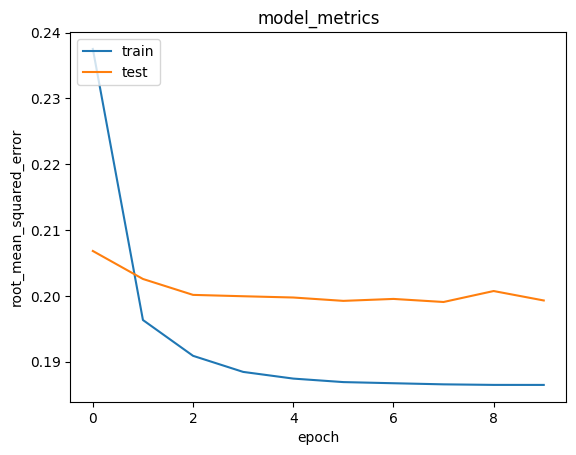 model_metrics
0.24
0.23
0.22
0.21
0.20
0.19
root_mean_squared_error
train
test
0
2
4
6
8
epoch